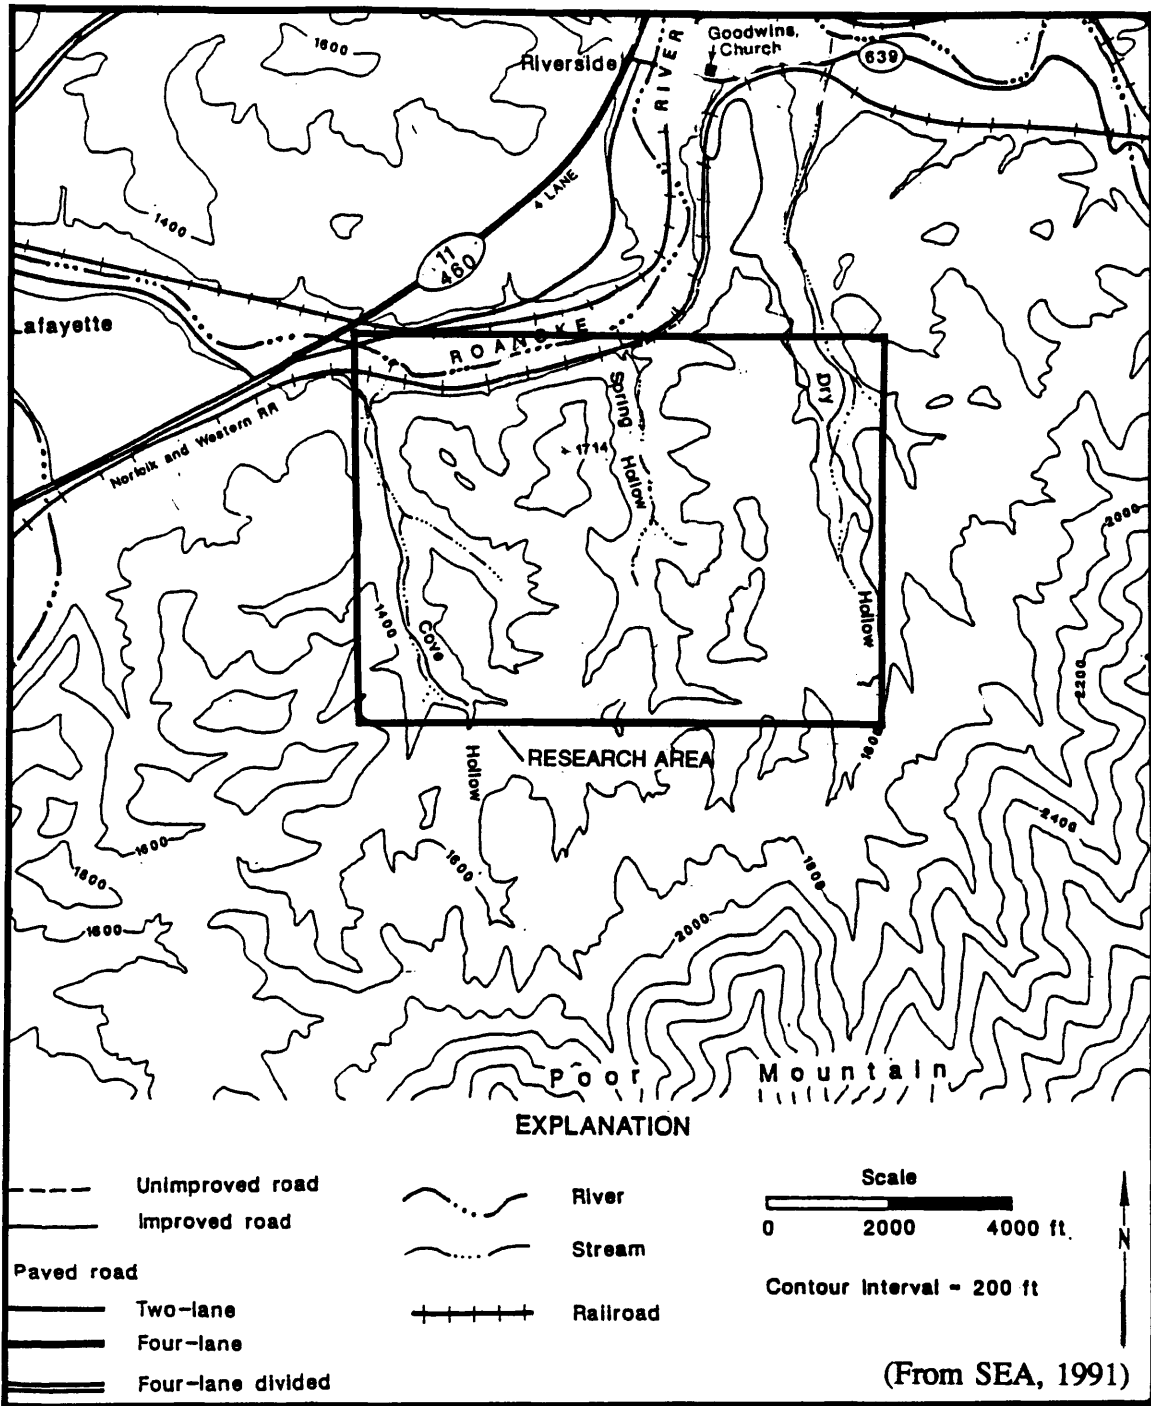 1600
Riverside
RIVER
Goodwins
Church
639
1400
4 LANE
11
460
Lafayette
ROANOKE
Norfolk and Western RR
Spring
Hollow
1714
Dry
Hollow
2000
1400
Cove
Hollow
2200
RESEARCH AREA
1600
1600
1800
1600
1600
1800
2400
2000
Poor Mountain
EXPLANATION
Unimproved road
Improved road
Paved road
Two-lane
Four-lane
Four-lane divided
River
Stream
Railroad
Scale
0 2000 4000 ft.
Contour Interval = 200 ft
N
(From SEA, 1991)